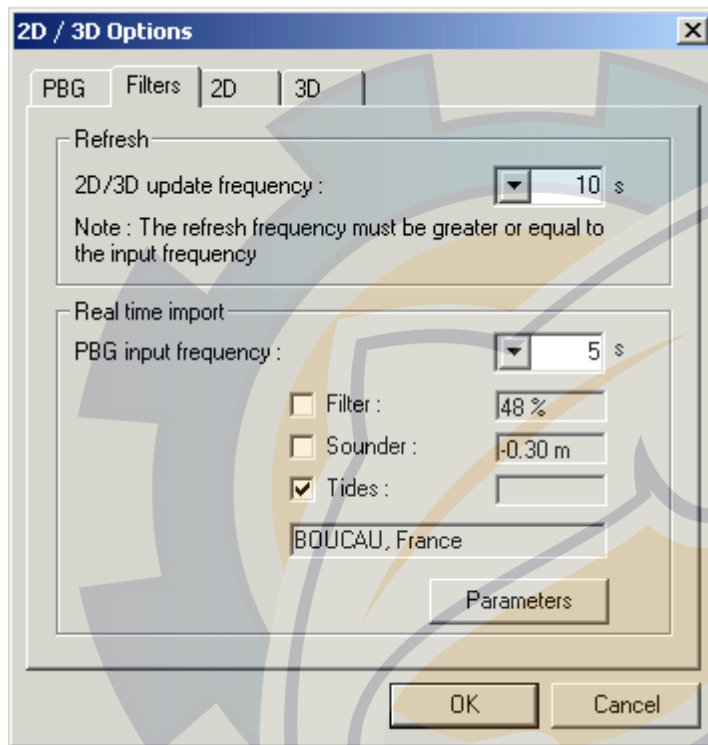 2D / 3D Options
PBG
Filters
2D
3D
Refresh
2D/3D update frequency :
10 s
Note : The refresh frequency must be greater or equal to
the input frequency
Real time import
PBG input frequency :
5 s
Filter :
48 %
Sounder :
-0.30 m
Tides :
BOUCAU, France
Parameters
OK
Cancel